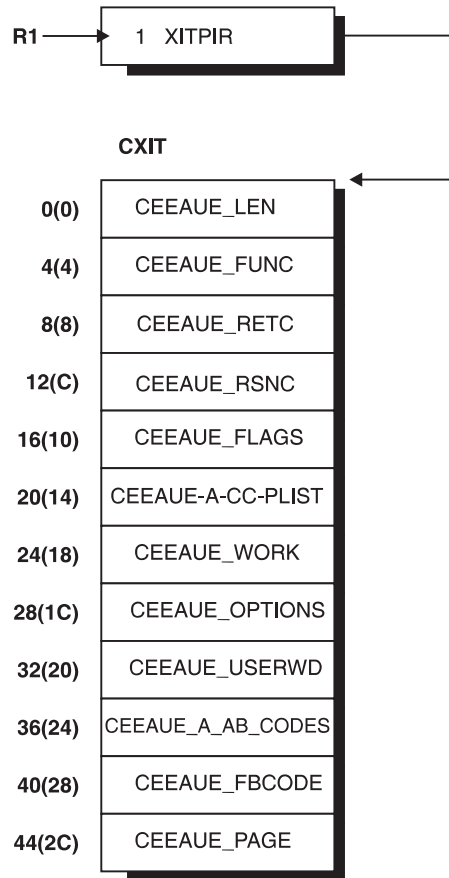 R1 1 XITPIR
CXIT
0(0) CEEAUE_LEN
4(4) CEEAUE_FUNC
8(8) CEEAUE_RETC
12(C) CEEAUE_RSNC
16(10) CEEAUE_FLAGS
20(14) CEEAUE-A-CC-PLIST
24(18) CEEAUE_WORK
28(1C) CEEAUE_OPTIONS
32(20) CEEAUE_USERWD
36(24) CEEAUE_A_AB_CODES
40(28) CEEAUE_FBCODE
44(2C) CEEAUE_PAGE